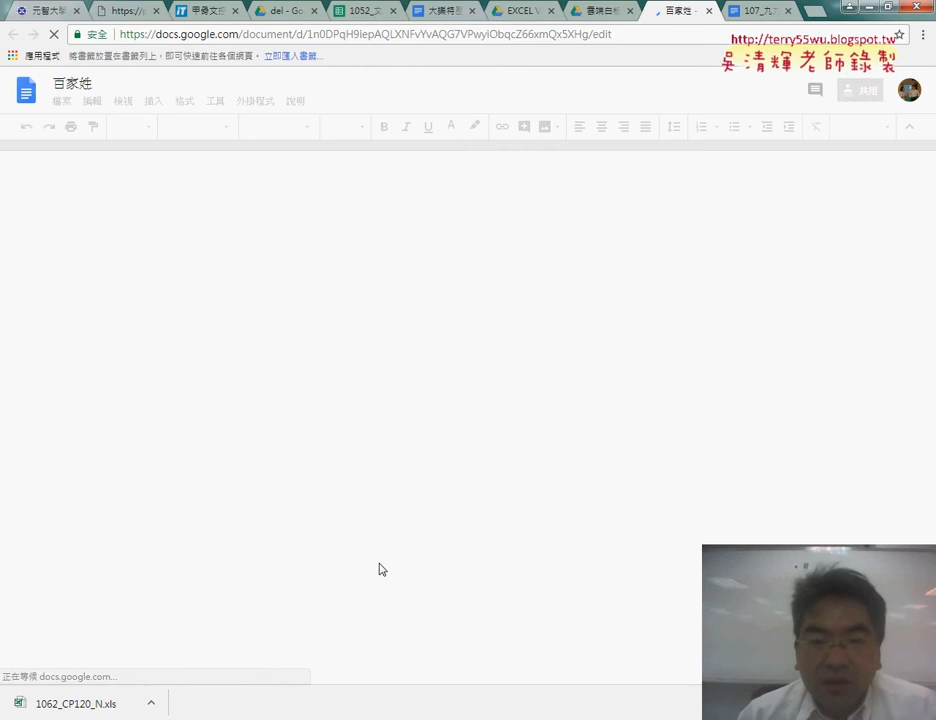 元智大學
https://
甲骨文
del - Go
1052_文
大樂
EXCEL V
雲端白板
百家姓 -
107_九
安全 https://docs.google.com/document/d/1n0DPqH9iepAQLXNFvYvAQG7VPwyiObqcZ66xmQx5XHg/edit
http://terry55wu.blogspot.tw
應用程式 將書籤放置在書籤列上，即可快速前往各個網頁。 立即匯入書籤...
吳清輝老師錄製
百家姓
檔案 編輯 檢視 插入 格式 工具 外掛程式 說明
共用
B I U A
正在等候 docs.google.com...
1062_CP120_N.xls